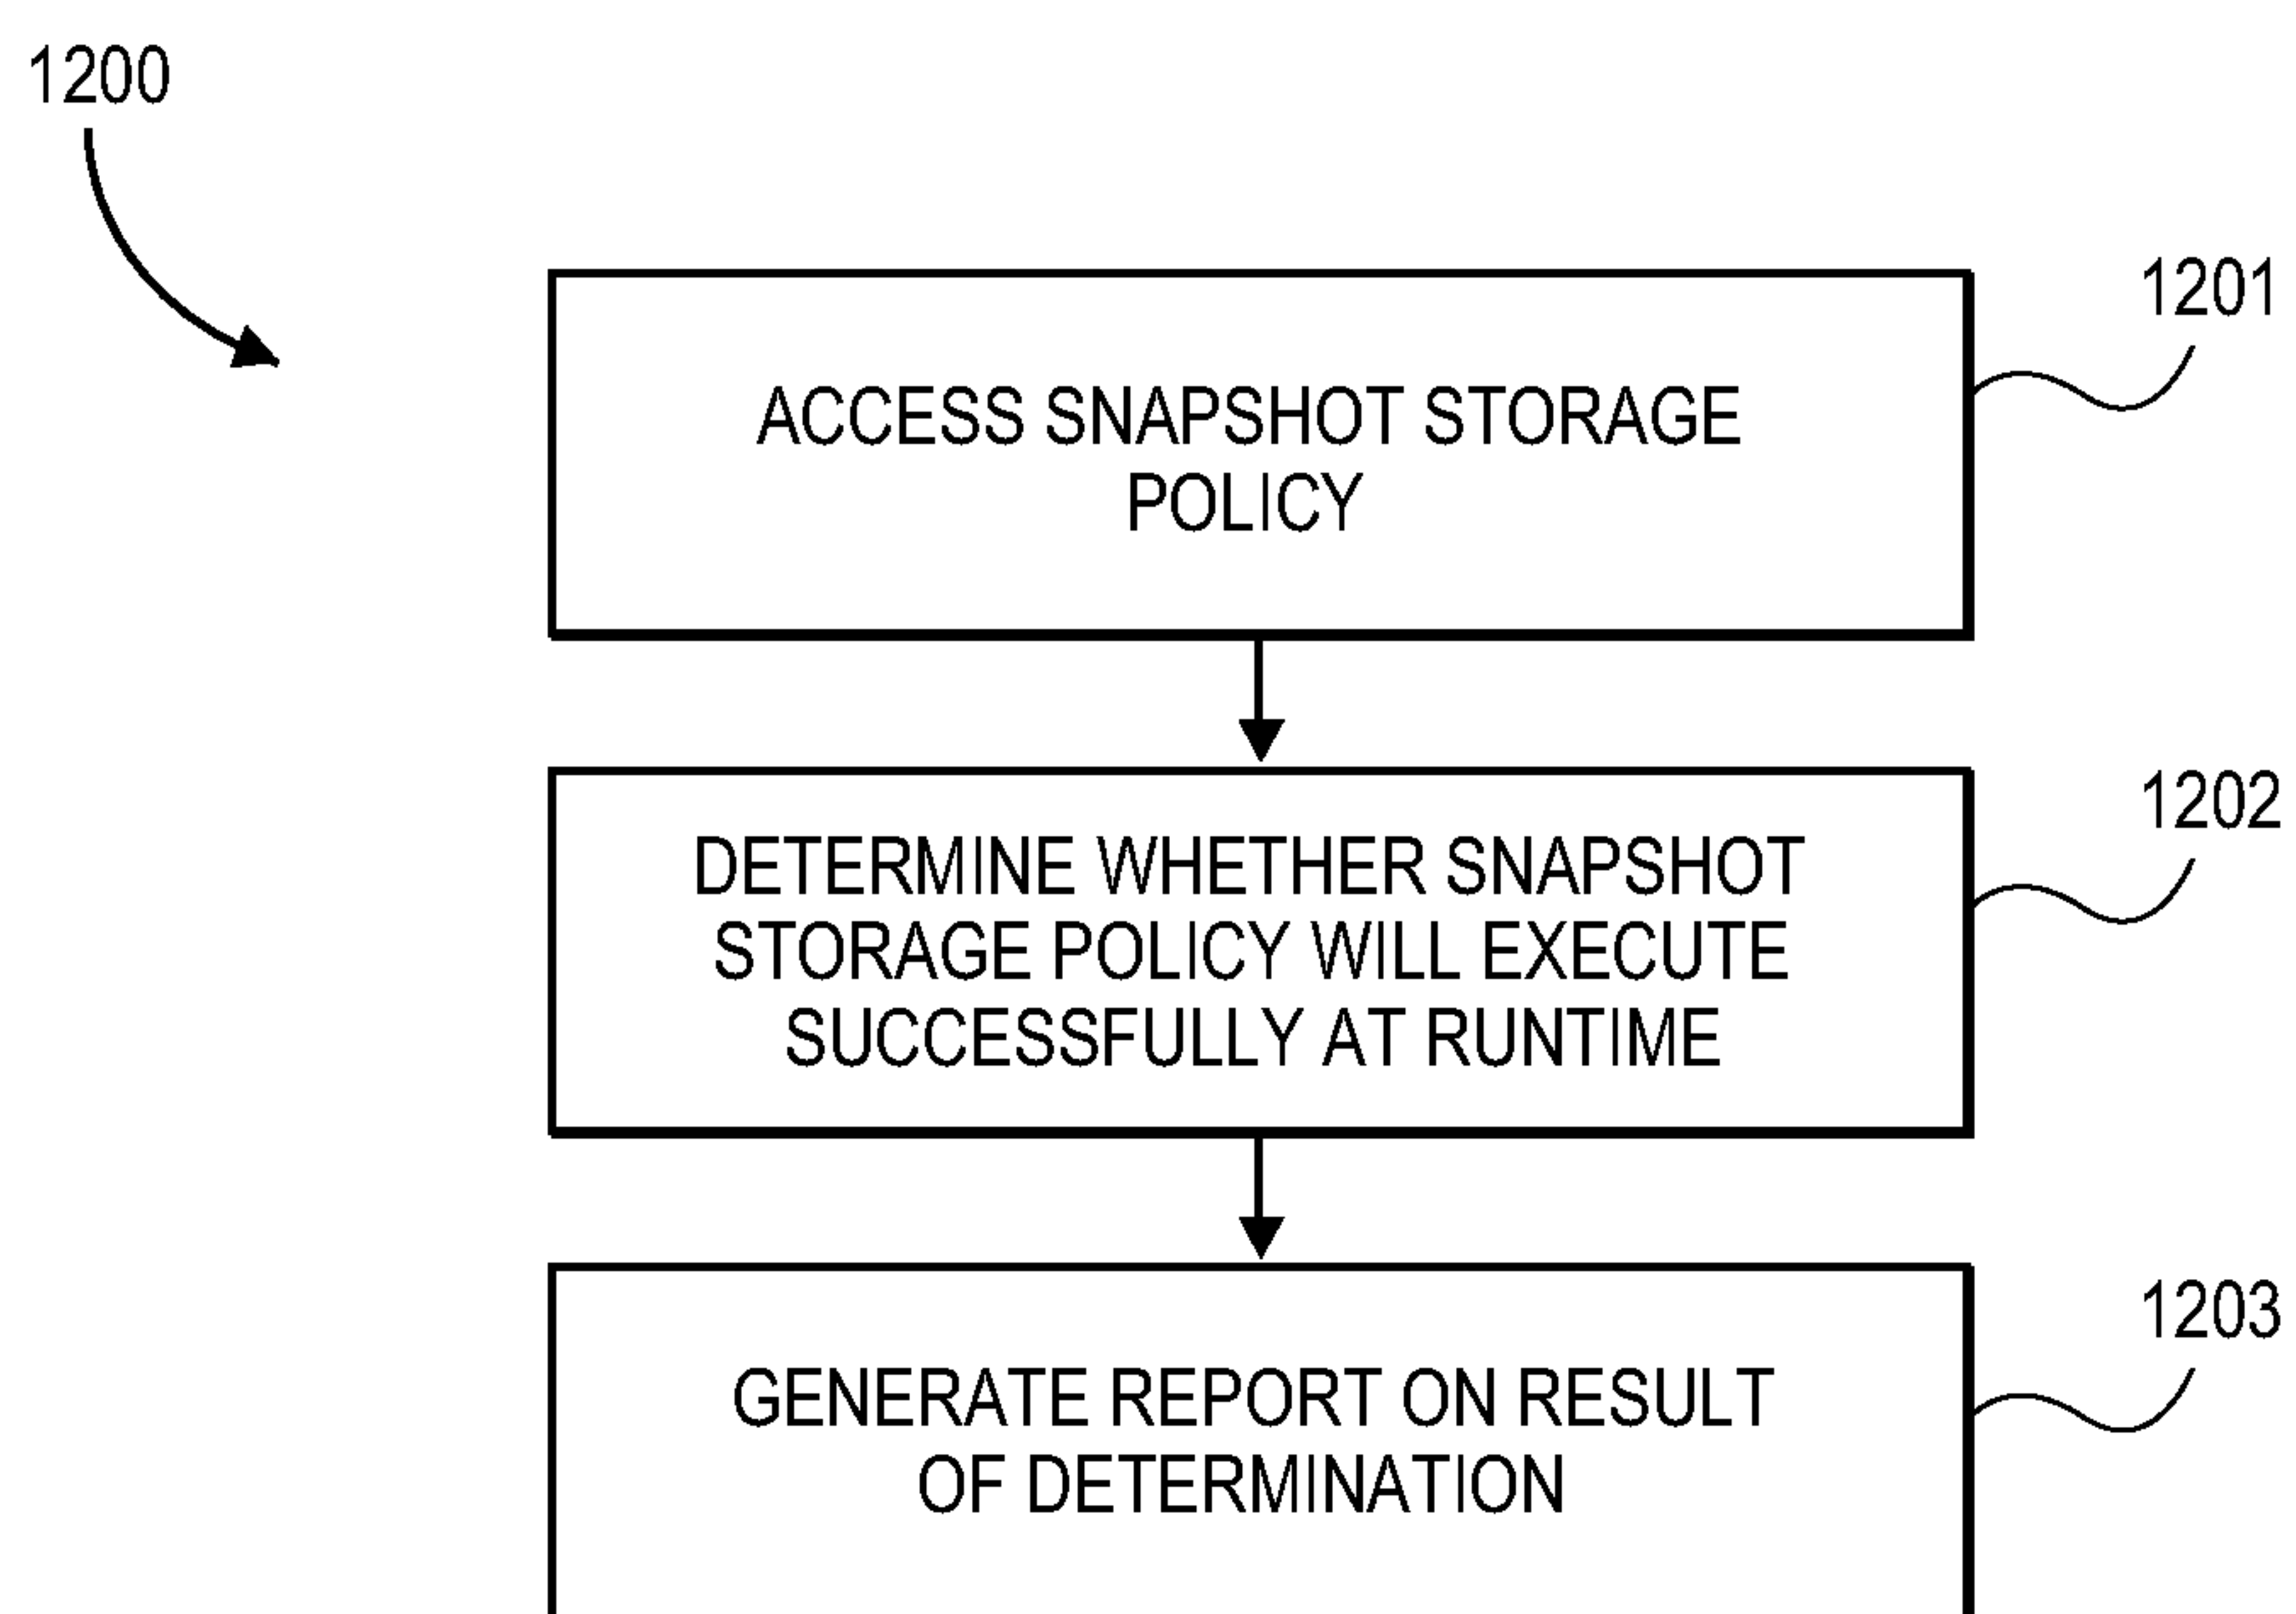 1200
1201
ACCESS SNAPSHOT STORAGE
POLICY
1202
DETERMINE WHETHER SNAPSHOT
STORAGE POLICY WILL EXECUTE
SUCCESSFULLY AT RUNTIME
1203
GENERATE REPORT ON RESULT
OF DETERMINATION